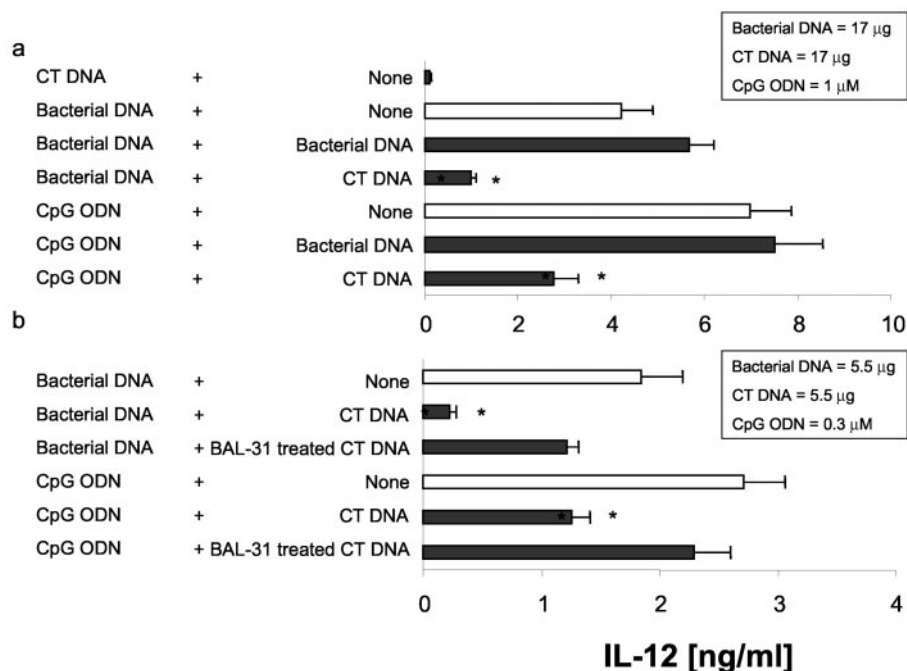 a
Bacterial DNA = 17 μg
CT DNA = 17 μg
CpG ODN = 1 μM
CT DNA + None
Bacterial DNA + None
Bacterial DNA + Bacterial DNA
Bacterial DNA + CT DNA * *
CpG ODN + None
CpG ODN + Bacterial DNA
CpG ODN + CT DNA * *
0 2 4 6 8 10
b
Bacterial DNA = 5.5 μg
CT DNA = 5.5 μg
CpG ODN = 0.3 μM
Bacterial DNA + None
Bacterial DNA + CT DNA * *
Bacterial DNA + BAL-31 treated CT DNA
CpG ODN + None
CpG ODN + CT DNA * *
CpG ODN + BAL-31 treated CT DNA
0 1 2 3 4
IL-12 [ng/ml]